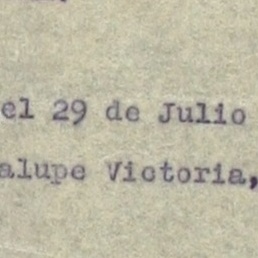 el 29 de Julio
alupe Victoria,